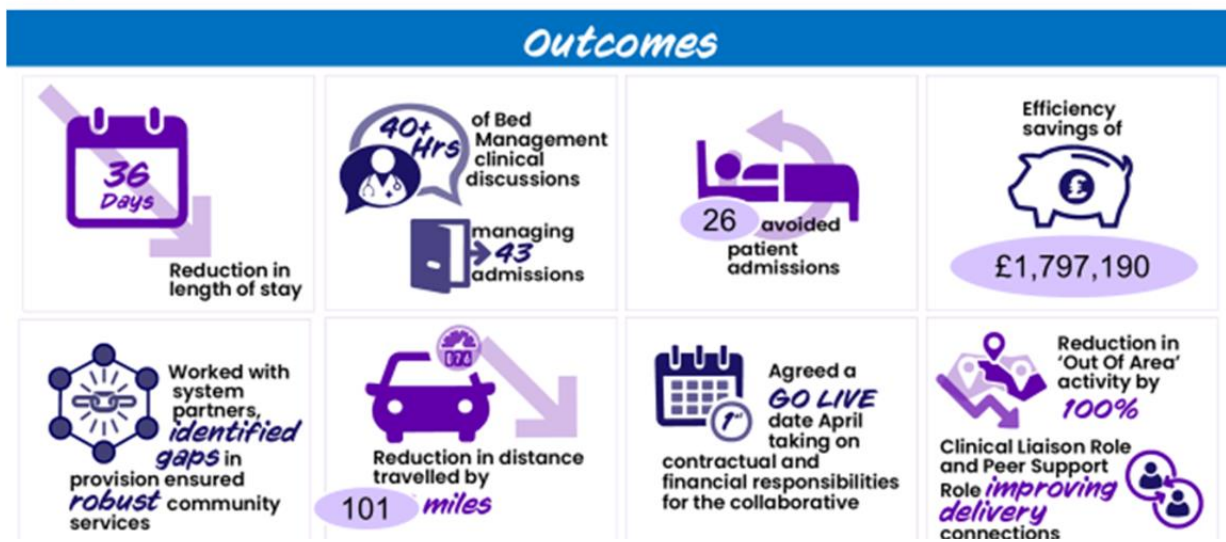 Outcomes
36
Days
Reduction in
length of stay
40+
Hrs
of Bed
Management
clinical
discussions
managing
43
admissions
26 avoided
patient
admissions
Efficiency
savings of
£
£1,797,190
Worked with
system
partners,
identified
gaps in
provision ensured
robust community
services
074
Reduction in distance
travelled by
101 miles
1st
Agreed a
GO LIVE
date April
taking on
contractual and
financial responsibilities
for the collaborative
Reduction in
‘Out Of Area’
activity by
100%
Clinical Liaison Role
and Peer Support
Role improving
delivery
connections